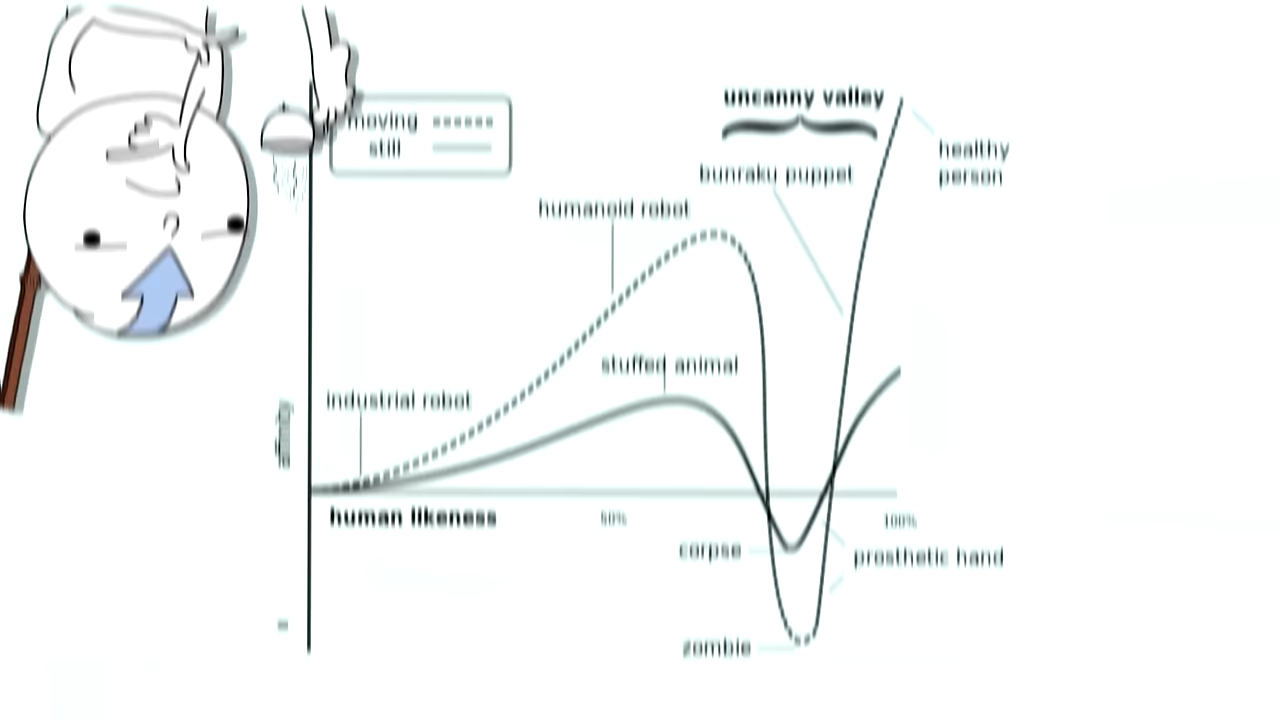 uncanny valley
moving
still
healthy
person
bunraku puppet
humanoid robot
stuffed animal
industrial robot
human likeness
50%
100%
corpse
prosthetic hand
zombie